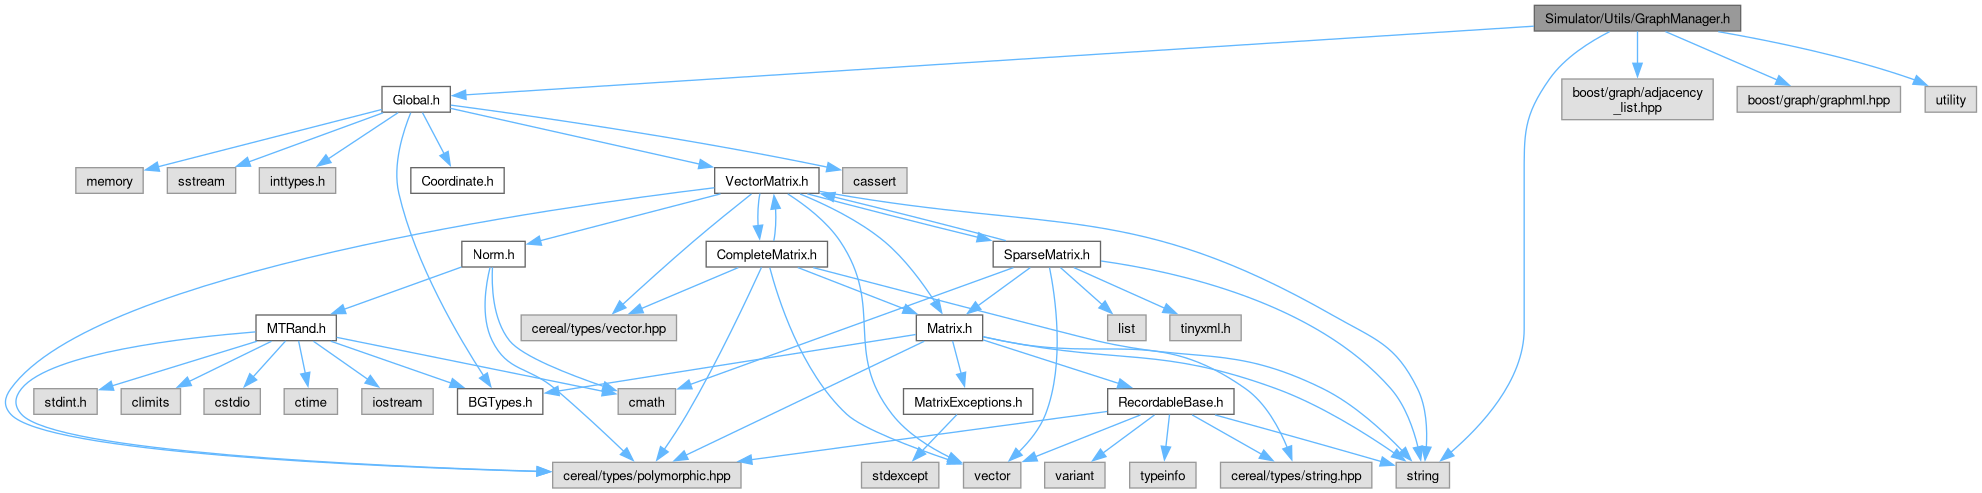 Simulator/Utils/GraphManager.h
Global.h
boost/graph/adjacency
_list.hpp
boost/graph/graphml.hpp
utility
memory
sstream
inttypes.h
Coordinate.h
VectorMatrix.h
cassert
Norm.h
CompleteMatrix.h
SparseMatrix.h
MTRand.h
cereal/types/vector.hpp
Matrix.h
list
tinyxml.h
stdint.h
climits
cstdio
ctime
iostream
BGTypes.h
cmath
MatrixExceptions.h
RecordableBase.h
cereal/types/polymorphic.hpp
stdexcept
vector
variant
typeinfo
cereal/types/string.hpp
string